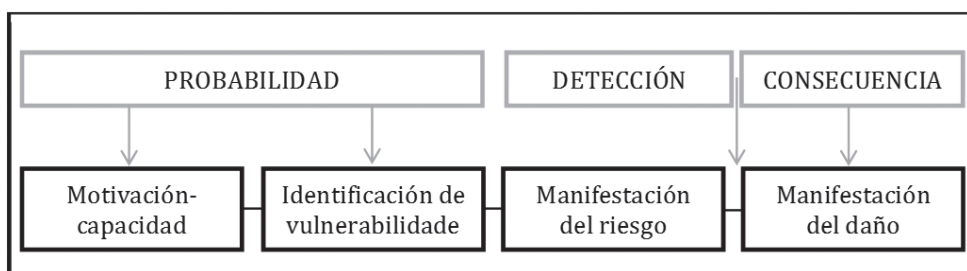 PROBABILIDAD
DETECCIÓN
CONSECUENCIA
Motivación-
capacidad
Identificación de
vulnerabilidade
Manifestación
del riesgo
Manifestación
del daño